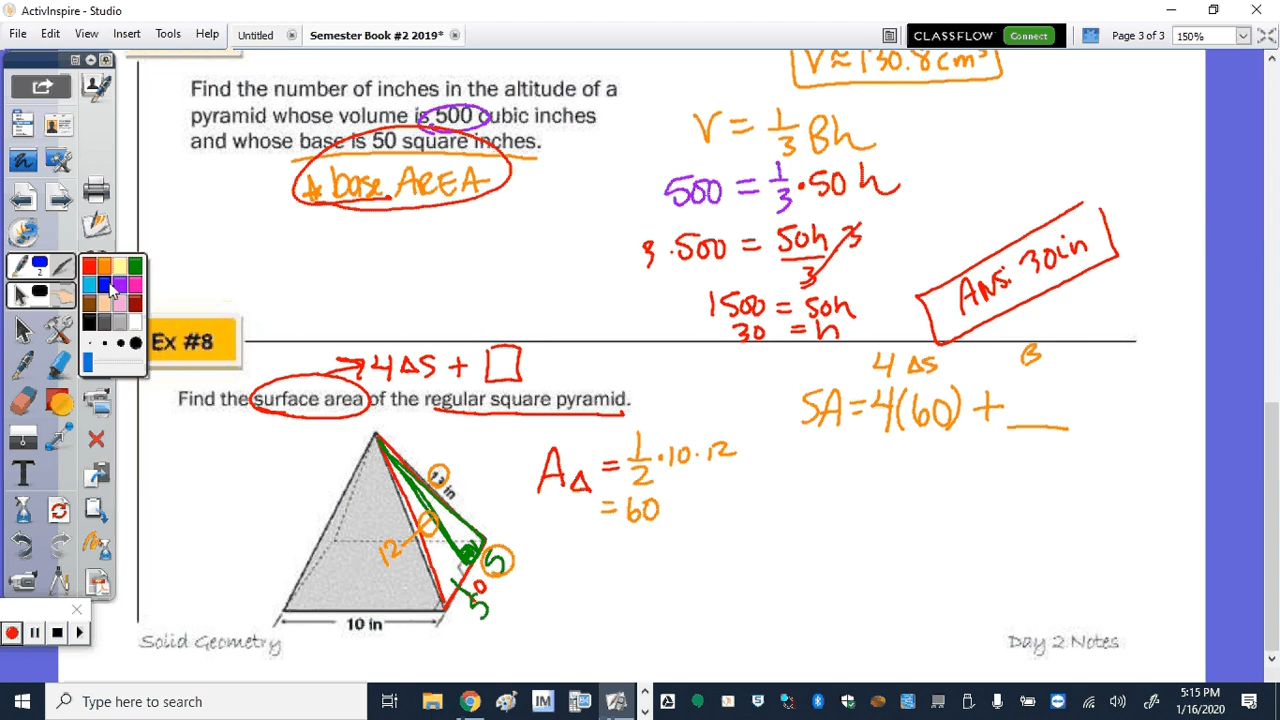 ActivInspire - Studio
File Edit View Insert Tools Help
Untitled
Semester Book #2 2019*
CLASSFLOW Connect
Page 3 of 3
150%
V ≈ 130.8 cm³
Find the number of inches in the altitude of a
pyramid whose volume is 500 cubic inches
and whose base is 50 square inches.
* base AREA
V = 1/3 Bh
500 = 1/3 • 50 h
3 • 500 = 50h/3 • 3
1500 = 50h
30 = h
Ans: 30in
Ex #8
4 Δs + □
Find the surface area of the regular square pyramid.
4 Δs B
SA = 4(60) + ___
A△ = 1/2 • 10 • 12
= 60
13 in
12
5
5
10 in
Solid Geometry
Day 2 Notes
Type here to search
5:15 PM
1/16/2020